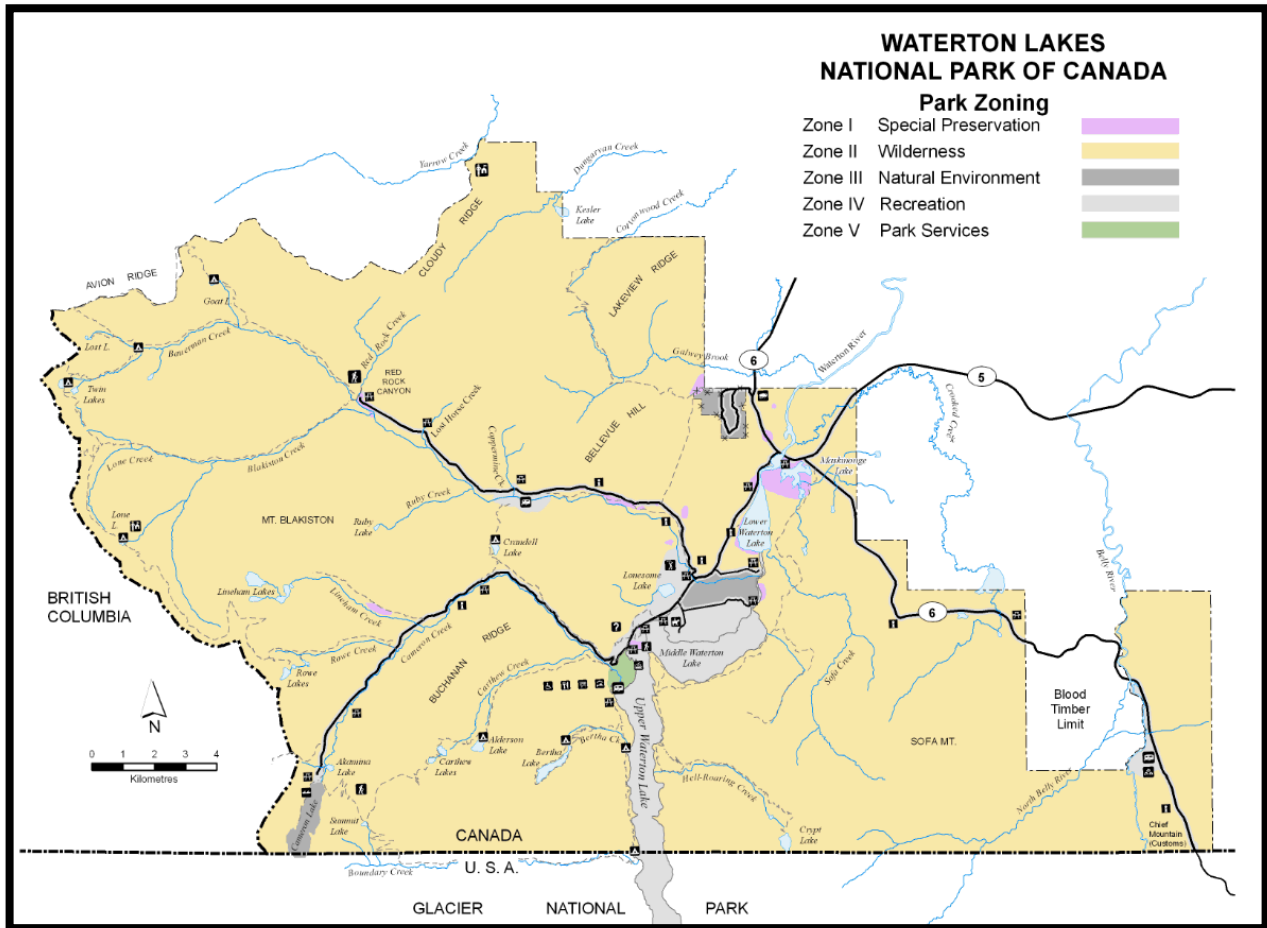 WATERTON LAKES
NATIONAL PARK OF CANADA
Park Zoning
Zone I Special Preservation
Zone II Wilderness
Zone III Natural Environment
Zone IV Recreation
Zone V Park Services
Yarrow Creek
Dungarvan Creek
Kesler
Lake
Cottonwood Creek
CLOUDY RIDGE
AVION RIDGE
LAKEVIEW RIDGE
Goat L.
Lost L.
Bauerman Creek
Red Rock Creek
Twin
Lakes
RED
ROCK
CANYON
Galwey Brook
6
Waterton River
5
Crooked Creek
Lost Horse Creek
BELLEVUE HILL
Coppermine Ck.
Lone Creek
Blakiston Creek
Maskinonge
Lake
Ruby Creek
MT. BLAKISTON
Ruby
Lake
Lone
L.
Crandell
Lake
Lower
Waterton
Lake
Belly River
Lonesome
Lake
Lineham Lakes
Lineham Creek
BRITISH
COLUMBIA
6
Rowe Creek
Cameron Creek
BUCHANAN RIDGE
?
Middle Waterton
Lake
Sofa Creek
Rowe
Lakes
Carthew Creek
N
Blood
Timber
Limit
Upper Waterton Lake
Alderson
Lake
Bertha
Lake
Bertha Ck.
SOFA MT.
0 1 2 3 4
Kilometres
Akamina
Lake
Carthew
Lakes
Hell-Roaring Creek
North Belly River
Cameron Lake
Summit
Lake
Crypt
Lake
Chief
Mountain
(Customs)
CANADA
U. S. A.
Boundary Creek
GLACIER NATIONAL PARK